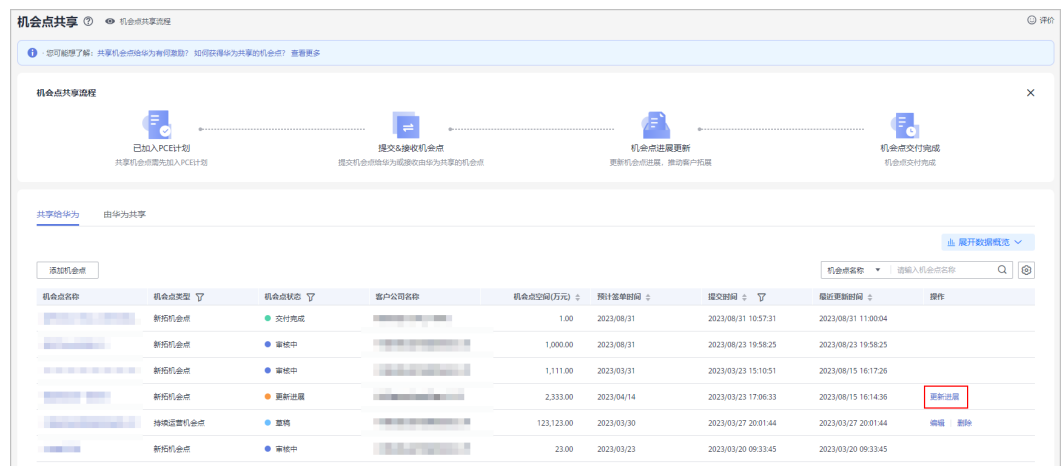 机会点共享 机会点共享流程 评价
· 您可能想了解：共享机会点给华为有何激励？ 如何获得华为共享的机会点？ 查看更多
机会点共享流程
已加入PCE计划 提交&接收机会点 机会点进展更新 机会点交付完成
共享机会点需先加入PCE计划 提交机会点给华为或接收由华为共享的机会点 更新机会点进展，推动客户拓展 机会点交付完成
共享给华为 由华为共享
展开数据概览
添加机会点 机会点名称 请输入机会点名称
机会点名称 机会点类型 机会点状态 客户公司名称 机会点空间(万元) 预计签单时间 提交时间 最近更新时间 操作
新拓机会点 交付完成 1.00 2023/08/31 2023/08/31 10:57:31 2023/08/31 11:00:04
新拓机会点 审核中 1,000.00 2023/08/31 2023/08/23 19:58:25 2023/08/23 19:58:25
新拓机会点 审核中 1,111.00 2023/03/31 2023/03/23 15:10:51 2023/08/15 16:17:26
新拓机会点 更新进展 2,333.00 2023/04/14 2023/03/23 17:06:33 2023/08/15 16:14:36 更新进展
持续运营机会点 草稿 123,123.00 2023/03/30 2023/03/27 20:01:44 2023/03/27 20:01:44 编辑 删除
新拓机会点 审核中 23.00 2023/03/23 2023/03/20 09:33:45 2023/03/20 09:33:45